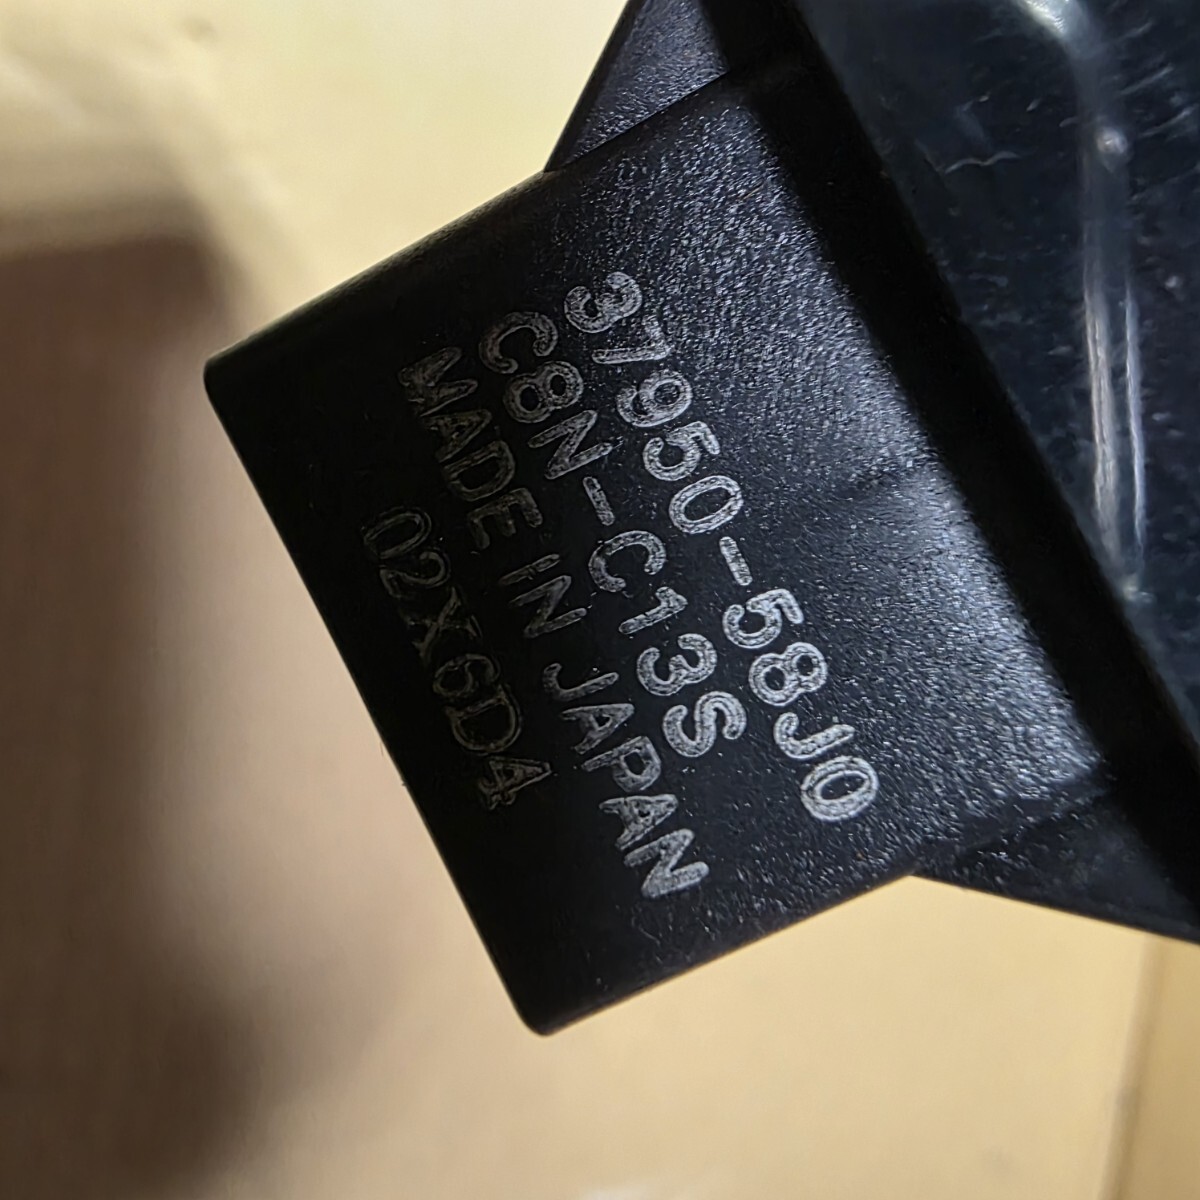 37950-58J0
C8N-C13S
MADE IN JAPAN
02X6D4